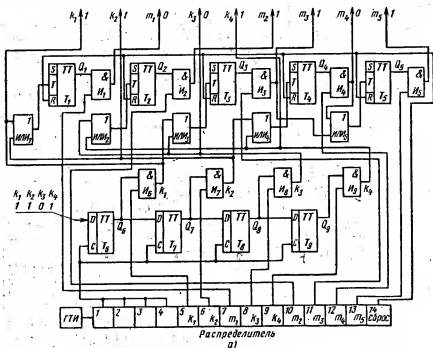 k₁ 1 k₂ 1 m₁ 1 k₃ 0 k₄ 1 m₂ 1 m₃ 1 m₄ 0 m₅ 1
S TT Q₁ & S TT Q₂ & S TT Q₃ & S TT Q₄ & S TT Q₅ &
T T T T T
R T₁ И₁ R T₂ И₂ R T₃ И₃ R T₄ И₄ R T₅ И₅
1 1 1 1 1
ИЛИ₁ ИЛИ₂ ИЛИ₃ ИЛИ₄ ИЛИ₅
& k₁ & k₂ & k₃ & k₄
И₆ И₇ И₈ И₉
k₁ k₂ k₃ k₄
1 1 0 1
D TT Q₆ D TT Q₇ D TT Q₈ D TT Q₉
C T₆ C T₇ C T₈ C T₉
ГТИ 1 2 3 4 5 k₁ 6 k₂ 7 m₁ 8 k₃ 9 k₄ 10 m₂ 11 m₃ 12 m₄ 13 m₅ 14 сброс
Распределитель
а)